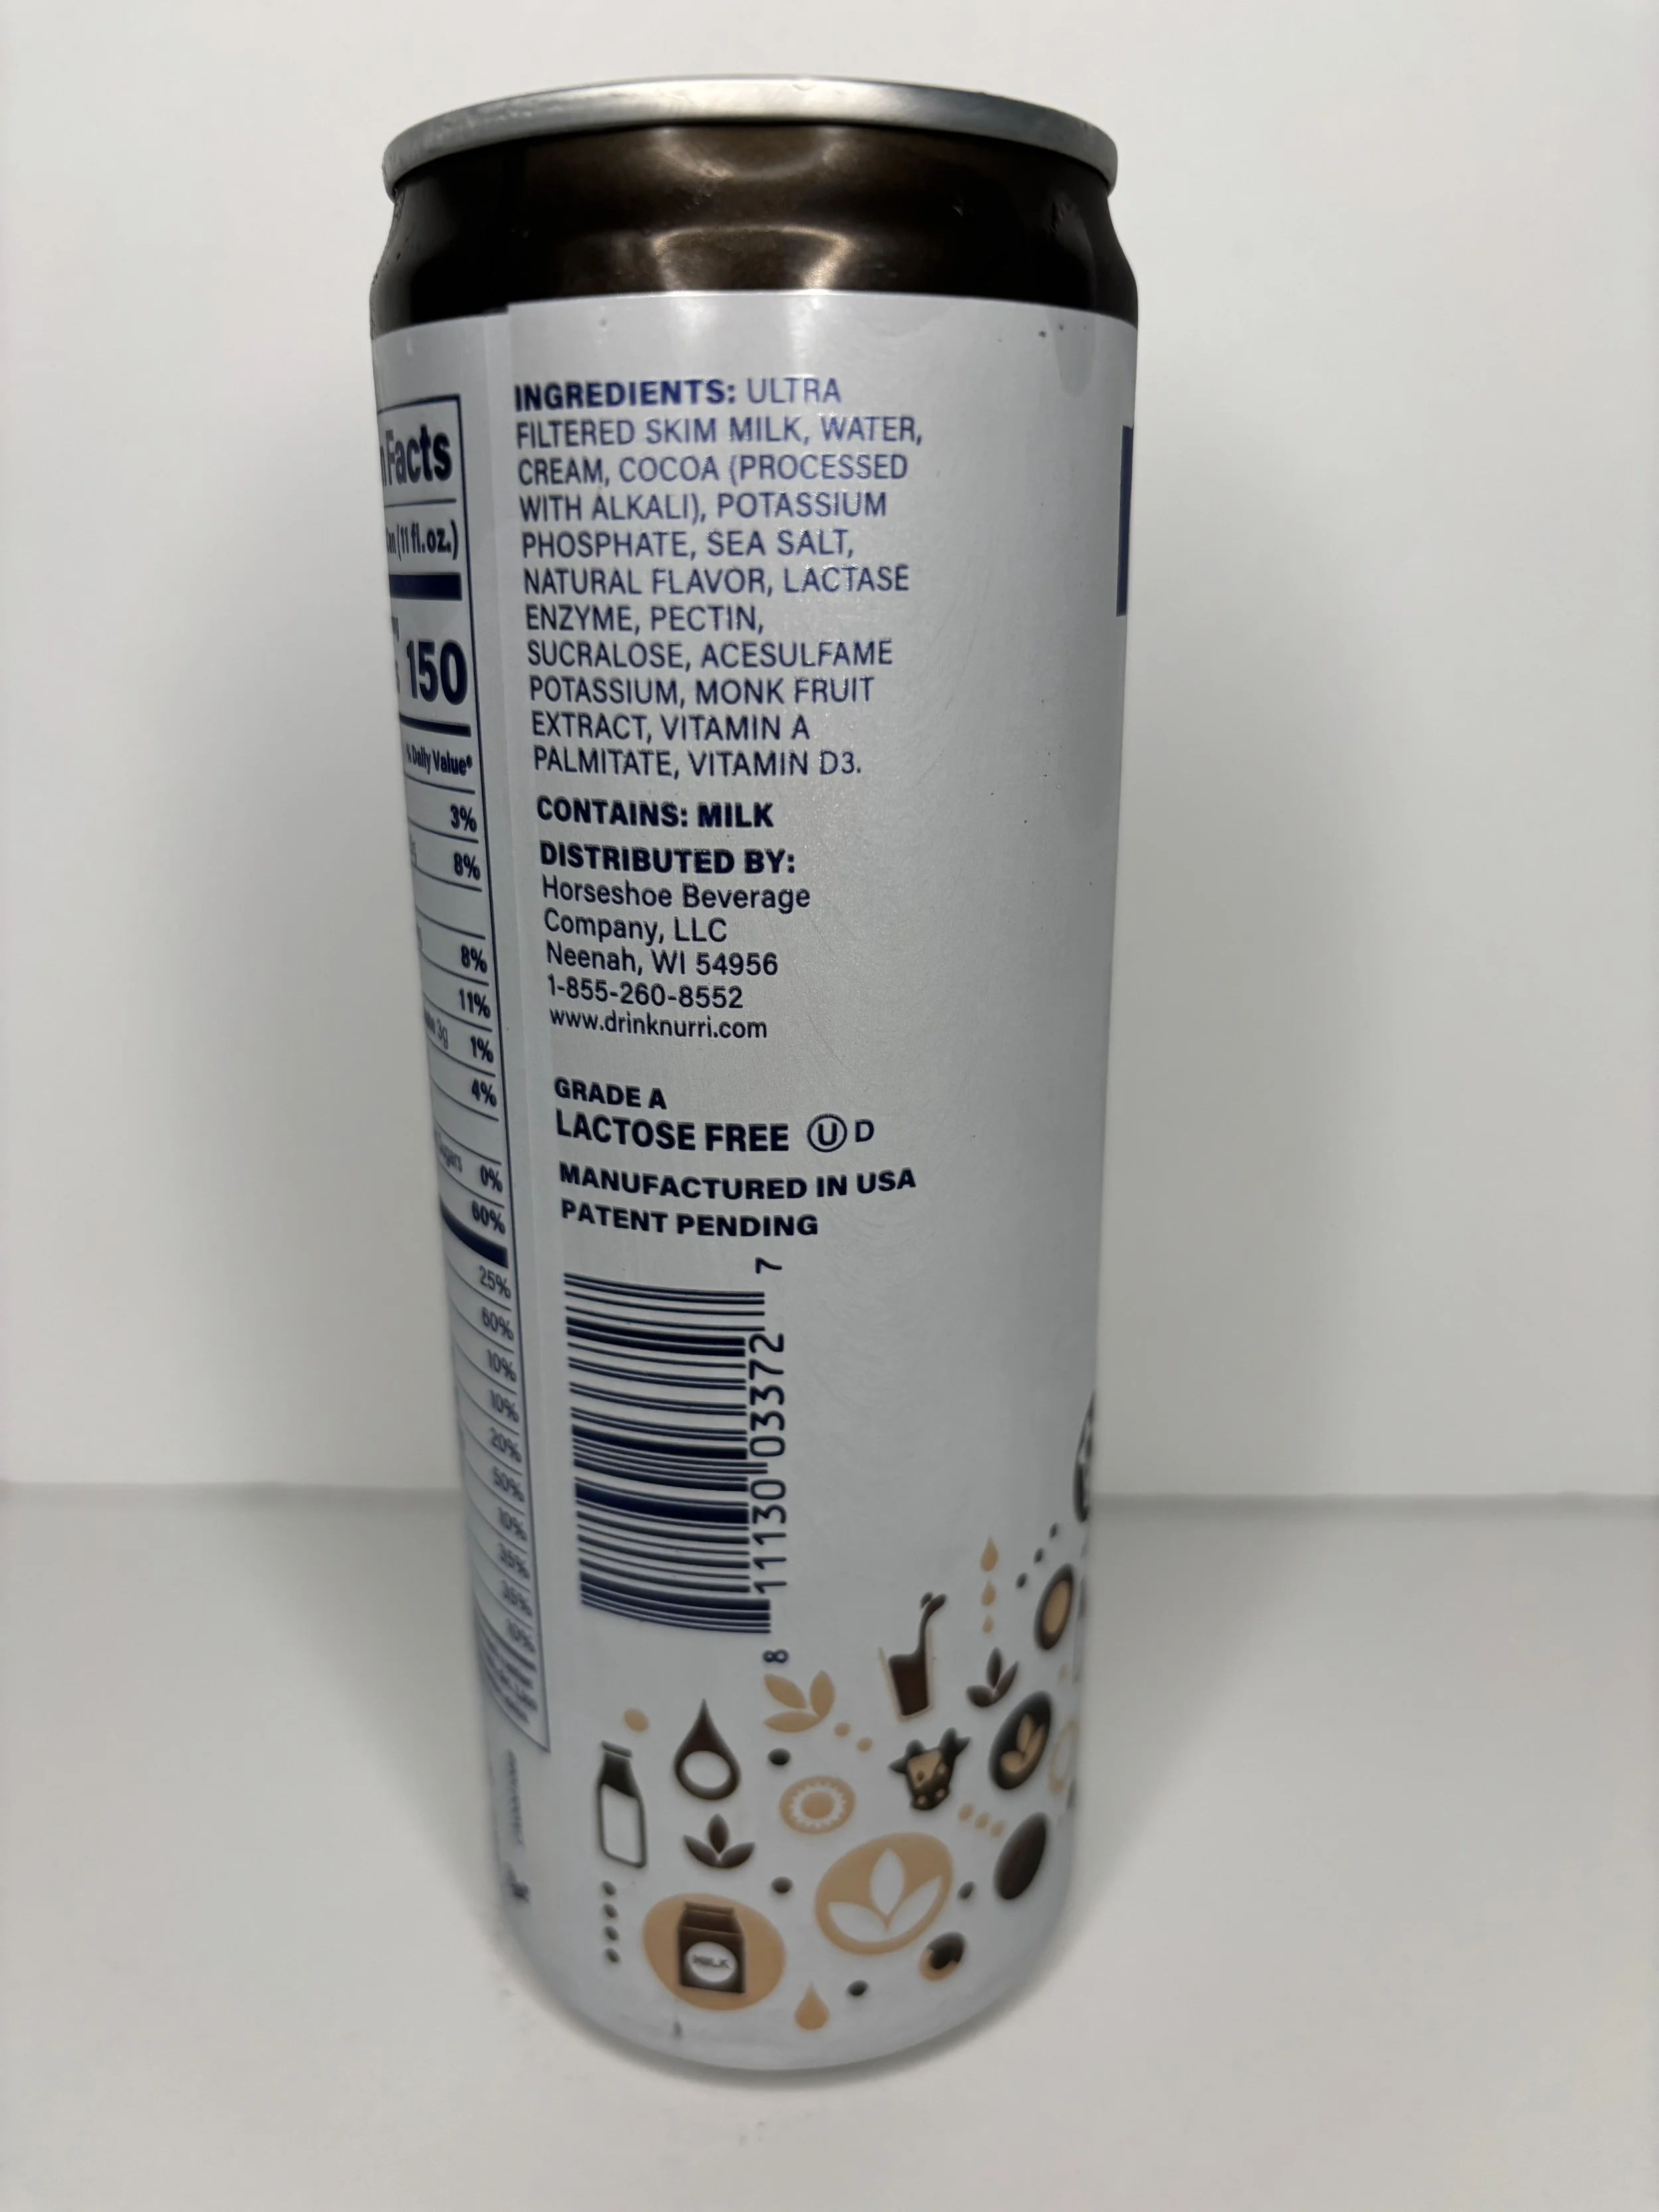 Facts
(11 fl.oz.)
150
% Daily Value*
3%
8%
8%
11%
3g 1%
4%
Sugars 0%
60%
25%
60%
10%
10%
20%
50%
10%
35%
35%
10%
INGREDIENTS: ULTRA
FILTERED SKIM MILK, WATER,
CREAM, COCOA (PROCESSED
WITH ALKALI), POTASSIUM
PHOSPHATE, SEA SALT,
NATURAL FLAVOR, LACTASE
ENZYME, PECTIN,
SUCRALOSE, ACESULFAME
POTASSIUM, MONK FRUIT
EXTRACT, VITAMIN A
PALMITATE, VITAMIN D3.
CONTAINS: MILK
DISTRIBUTED BY:
Horseshoe Beverage
Company, LLC
Neenah, WI 54956
1-855-260-8552
www.drinknurri.com
GRADE A
LACTOSE FREE Ⓤ D
MANUFACTURED IN USA
PATENT PENDING
8 11130 03372 7
MILK